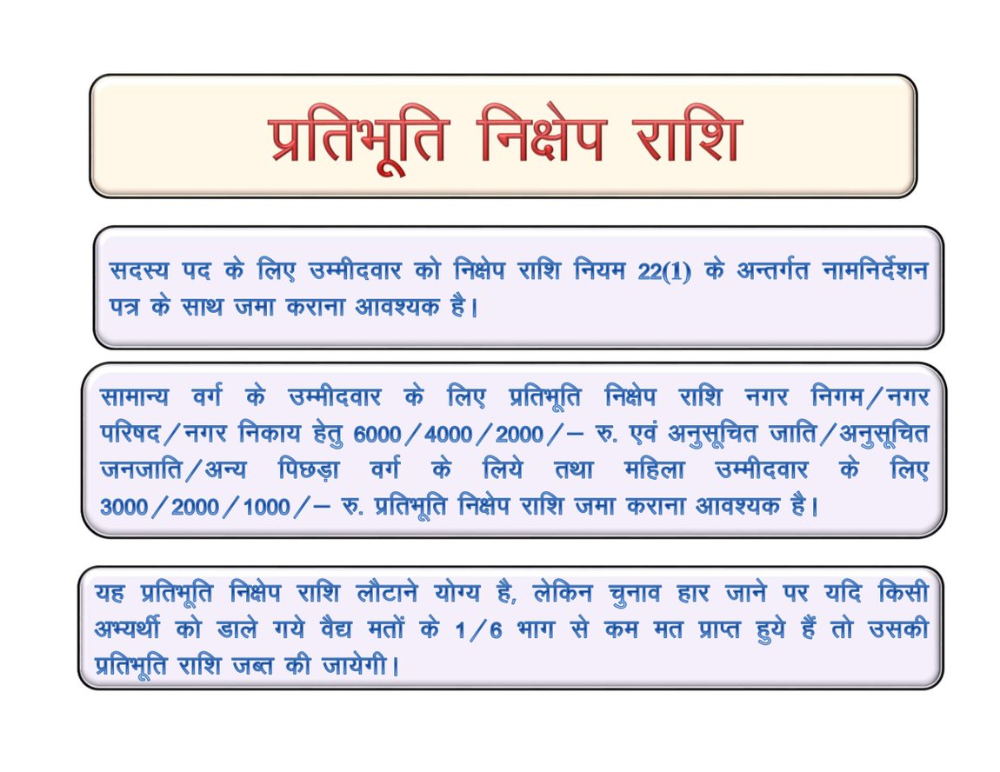 प्रतिभूति निक्षेप राशि
सदस्य पद के लिए उम्मीदवार को निक्षेप राशि नियम 22(1) के अन्तर्गत नामनिर्देशन
पत्र के साथ जमा कराना आवश्यक है।
सामान्य वर्ग के उम्मीदवार के लिए प्रतिभूति निक्षेप राशि नगर निगम/नगर
परिषद/नगर निकाय हेतु 6000/4000/2000/– रु. एवं अनुसूचित जाति/अनुसूचित
जनजाति/अन्य पिछड़ा वर्ग के लिये तथा महिला उम्मीदवार के लिए
3000/2000/1000/– रु. प्रतिभूति निक्षेप राशि जमा कराना आवश्यक है।
यह प्रतिभूति निक्षेप राशि लौटाने योग्य है, लेकिन चुनाव हार जाने पर यदि किसी
अभ्यर्थी को डाले गये वैद्य मतों के 1/6 भाग से कम मत प्राप्त हुये हैं तो उसकी
प्रतिभूति राशि जब्त की जायेगी।